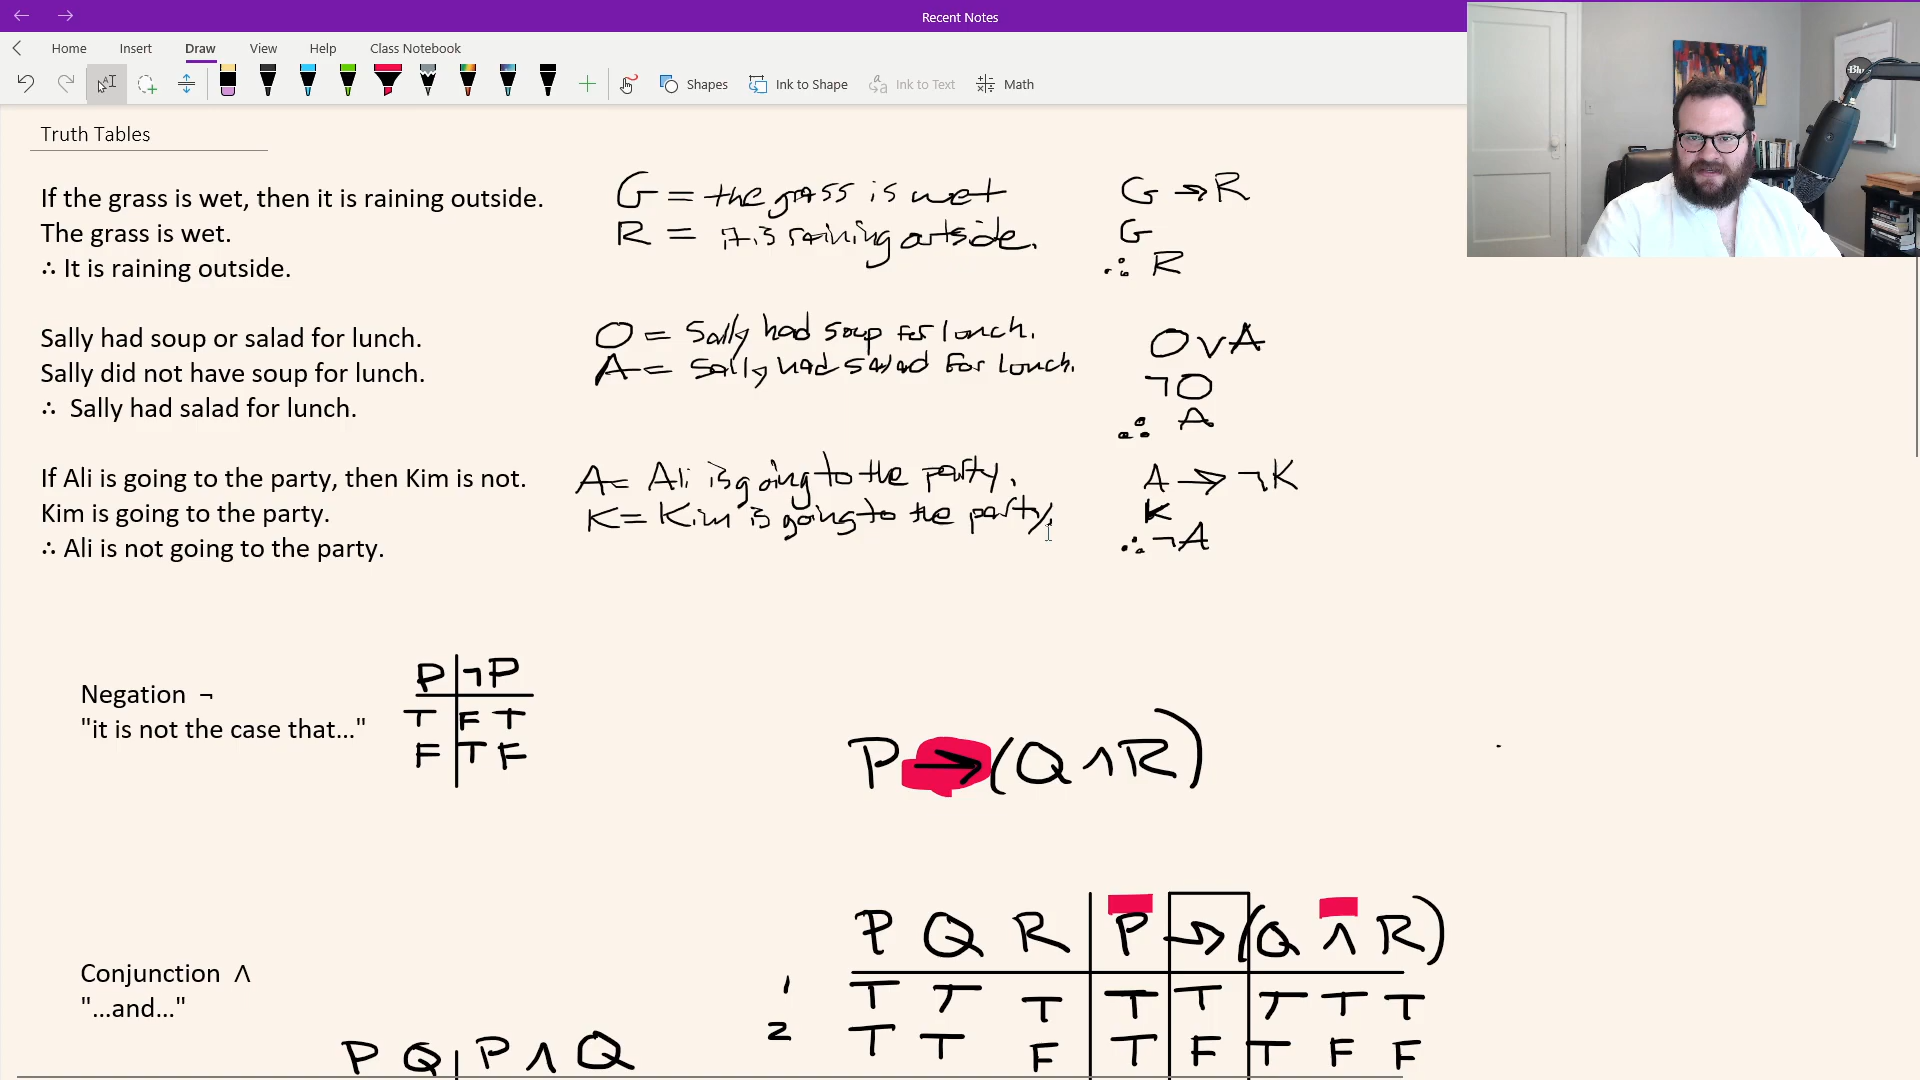 Recent Notes
Home Insert Draw View Help Class Notebook
Shapes Ink to Shape Ink to Text Math
Truth Tables
If the grass is wet, then it is raining outside.
The grass is wet.
∴ It is raining outside.
G = the grass is wet
R = it is raining outside.
G → R
G
∴ R
Sally had soup or salad for lunch.
Sally did not have soup for lunch.
∴ Sally had salad for lunch.
O = Sally had soup for lunch.
A = Sally had salad for lunch.
O ∨ A
¬O
∴ A
If Ali is going to the party, then Kim is not.
Kim is going to the party.
∴ Ali is not going to the party.
A = Ali is going to the party.
K = Kim is going to the party.
A → ¬K
K
∴ ¬A
Negation ¬
"it is not the case that..."
P ¬P
T F T
F T F
P → (Q ∧ R)
Conjunction ∧
"...and..."
P Q P ∧ Q
P Q R P → (Q ∧ R)
1 T T T T T T T T
2 T T F T F T F F
Blue